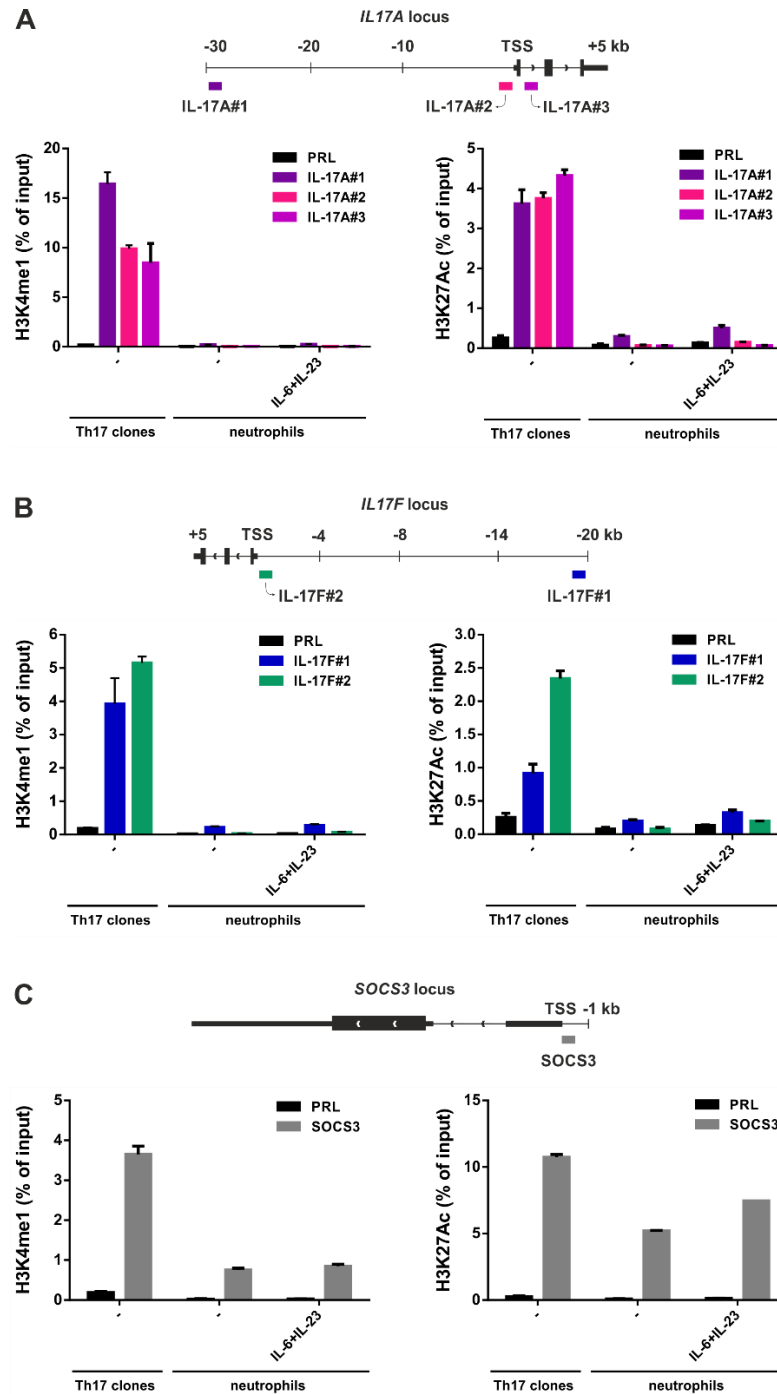 A
IL17A locus
-30 -20 -10 TSS +5 kb
IL-17A#1 IL-17A#2 IL-17A#3
H3K4me1 (% of input)
20
15
10
5
0
PRL
IL-17A#1
IL-17A#2
IL-17A#3
- - IL-6+IL-23
Th17 clones neutrophils
H3K27Ac (% of input)
5
4
3
2
1
0
PRL
IL-17A#1
IL-17A#2
IL-17A#3
- - IL-6+IL-23
Th17 clones neutrophils
B
IL17F locus
+5 TSS -4 -8 -14 -20 kb
IL-17F#2 IL-17F#1
H3K4me1 (% of input)
6
5
4
3
2
1
0
PRL
IL-17F#1
IL-17F#2
- - IL-6+IL-23
Th17 clones neutrophils
H3K27Ac (% of input)
3.0
2.5
2.0
1.5
1.0
0.5
0.0
PRL
IL-17F#1
IL-17F#2
- - IL-6+IL-23
Th17 clones neutrophils
C
SOCS3 locus
TSS -1 kb
SOCS3
H3K4me1 (% of input)
5
4
3
2
1
0
PRL
SOCS3
- - IL-6+IL-23
Th17 clones neutrophils
H3K27Ac (% of input)
15
10
5
0
PRL
SOCS3
- - IL-6+IL-23
Th17 clones neutrophils